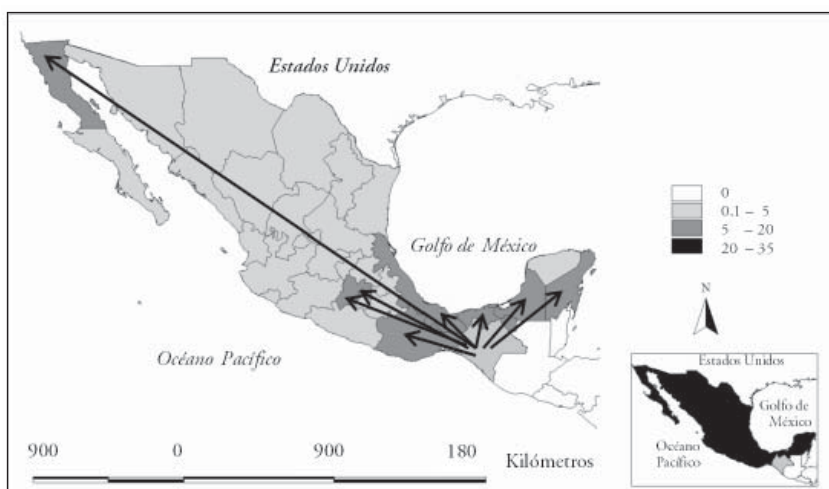 Estados Unidos
Golfo de México
Océano Pacífico
0
0.1 – 5
5 – 20
20 – 35
N
Estados Unidos
Golfo de
México
Océano
Pacífico
900 0 900 180 Kilómetros